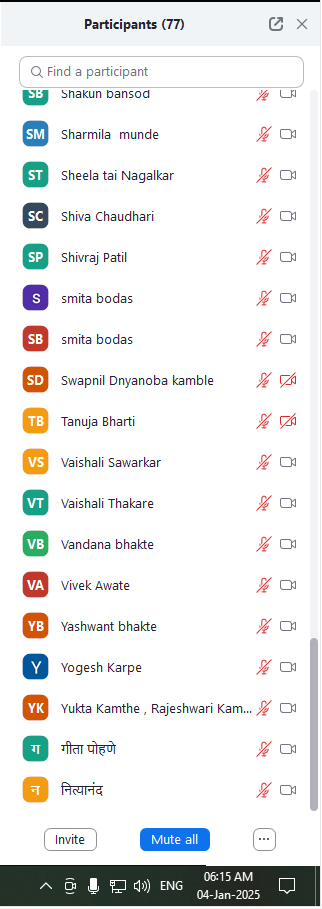 Participants (77)
Find a participant
SB Shakun bansod
SM Sharmila munde
ST Sheela tai Nagalkar
SC Shiva Chaudhari
SP Shivraj Patil
S smita bodas
SB smita bodas
SD Swapnil Dnyanoba kamble
TB Tanuja Bharti
VS Vaishali Sawarkar
VT Vaishali Thakare
VB Vandana bhakte
VA Vivek Awate
YB Yashwant bhakte
Y Yogesh Karpe
YK Yukta Kamthe , Rajeshwari Kam...
ग गीता पोहणे
न नित्यानंद
Invite Mute all ...
ENG 06:15 AM
04-Jan-2025